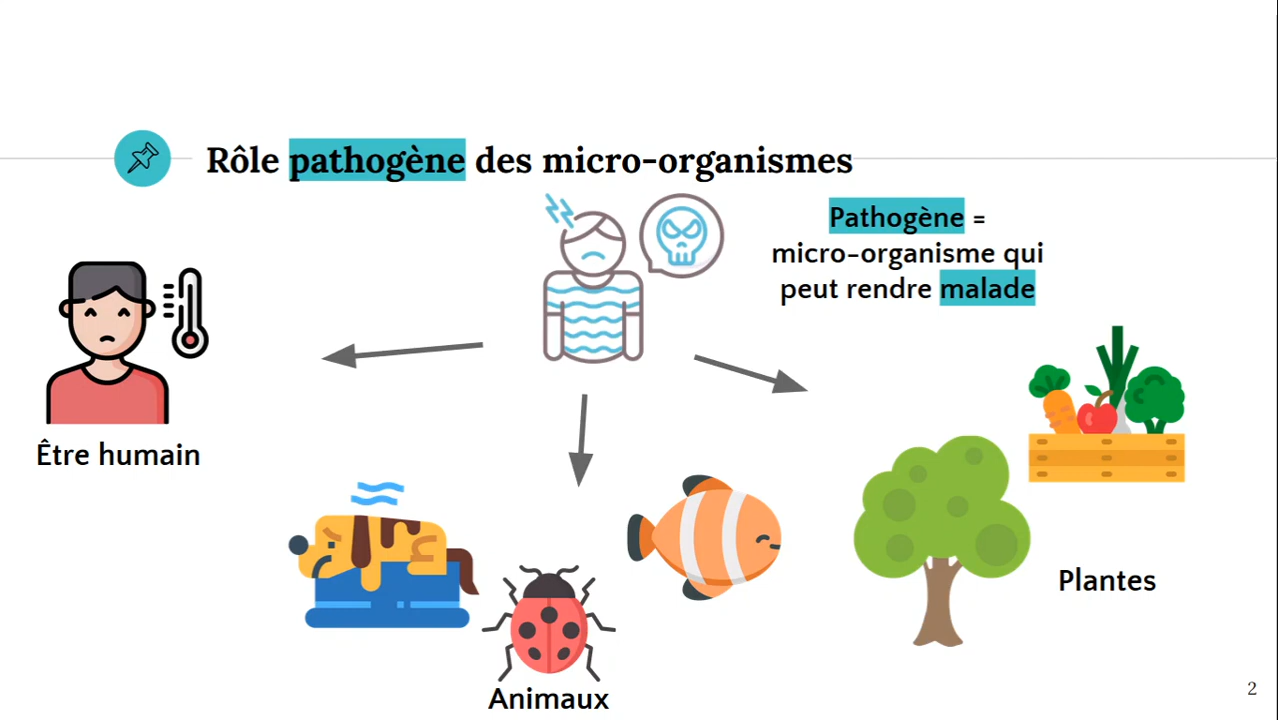 Rôle pathogène des micro-organismes
Pathogène =
micro-organisme qui
peut rendre malade
Être humain
Plantes
Animaux
2